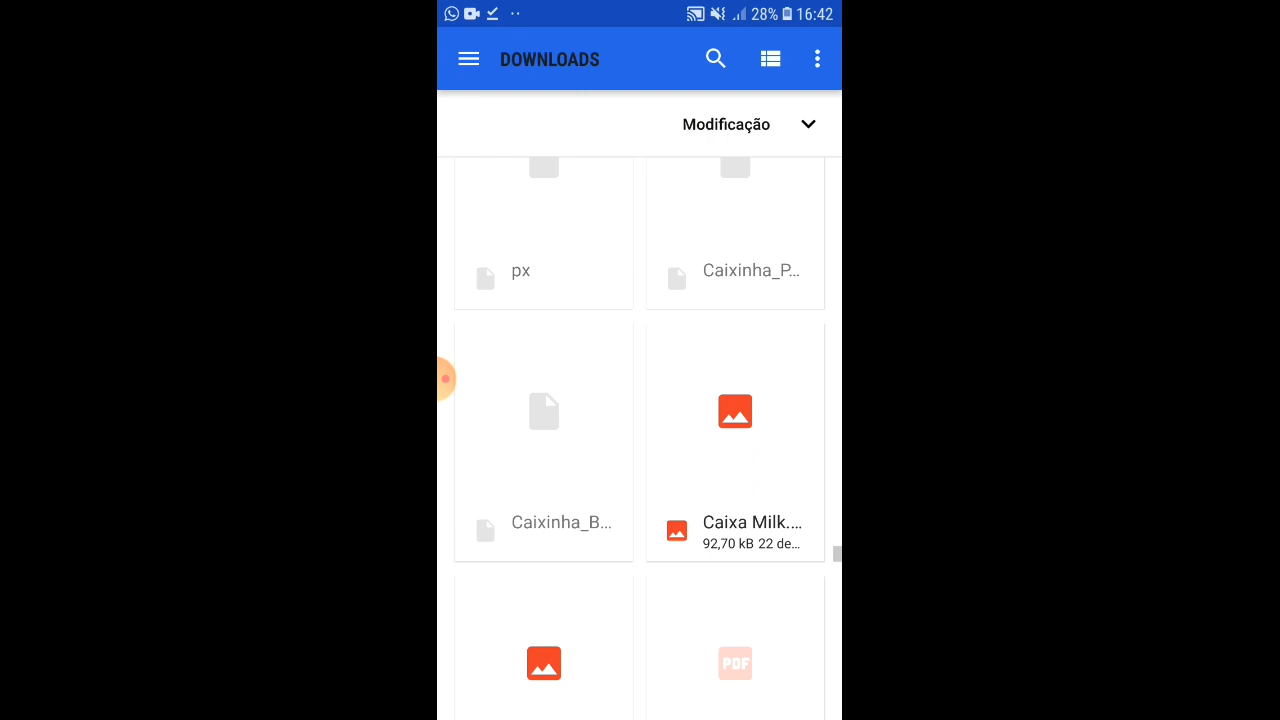 28% 16:42
DOWNLOADS
Modificação
px
Caixinha_P...
Caixinha_B...
Caixa Milk....
92,70 kB 22 de...
PDF